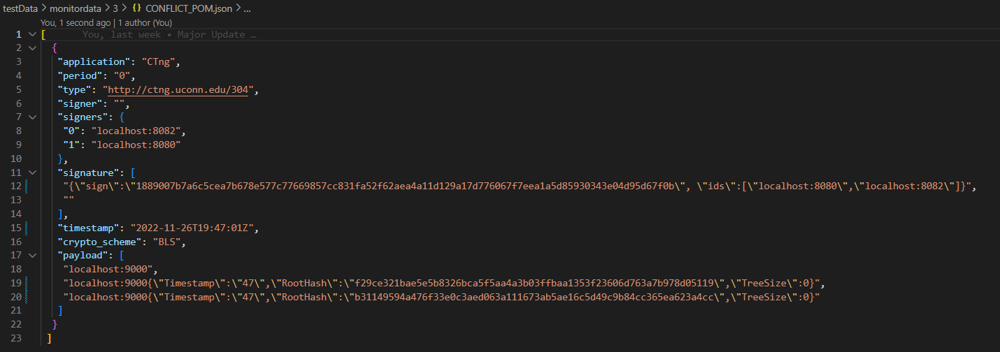 testData > monitordata > 3 > {} CONFLICT_POM.json > ...
You, 1 second ago | 1 author (You)
1 [ You, last week • Major Update …
2 {
3 "application": "CTng",
4 "period": "0",
5 "type": "http://ctng.uconn.edu/304",
6 "signer": "",
7 "signers": {
8 "0": "localhost:8082",
9 "1": "localhost:8080"
10 },
11 "signature": [
12 "{\"sign\":\"1889007b7a6c5cea7b678e577c77669857cc831fa52f62aea4a11d129a17d776067f7eea1a5d85930343e04d95d67f0b\", \"ids\":[\"localhost:8080\",\"localhost:8082\"]}",
13 ""
14 ],
15 "timestamp": "2022-11-26T19:47:01Z",
16 "crypto_scheme": "BLS",
17 "payload": [
18 "localhost:9000",
19 "localhost:9000{\"Timestamp\":\"47\",\"RootHash\":\"f29ce321bae5e5b8326bca5f5aa4a3b03ffbaa1353f23606d763a7b978d05119\",\"TreeSize\":0}",
20 "localhost:9000{\"Timestamp\":\"47\",\"RootHash\":\"b31149594a476f33e0c3aed063a111673ab5ae16c5d49c9b84cc365ea623a4cc\",\"TreeSize\":0}"
21 ]
22 }
23 ]